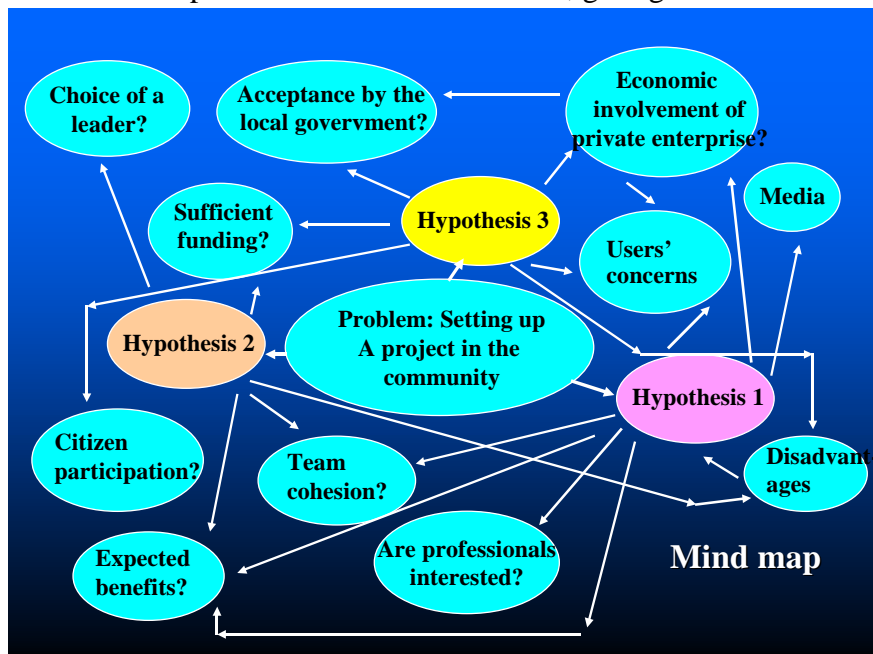 Choice of a
leader?
Acceptance by the
local govervment?
Economic
involvement of
private enterprise?
Media
Sufficient
funding?
Hypothesis 3
Users'
concerns
Problem: Setting up
A project in the
community
Hypothesis 2
Hypothesis 1
Citizen
participation?
Team
cohesion?
Disadvant
ages
Expected
benefits?
Are professionals
interested?
Mind map